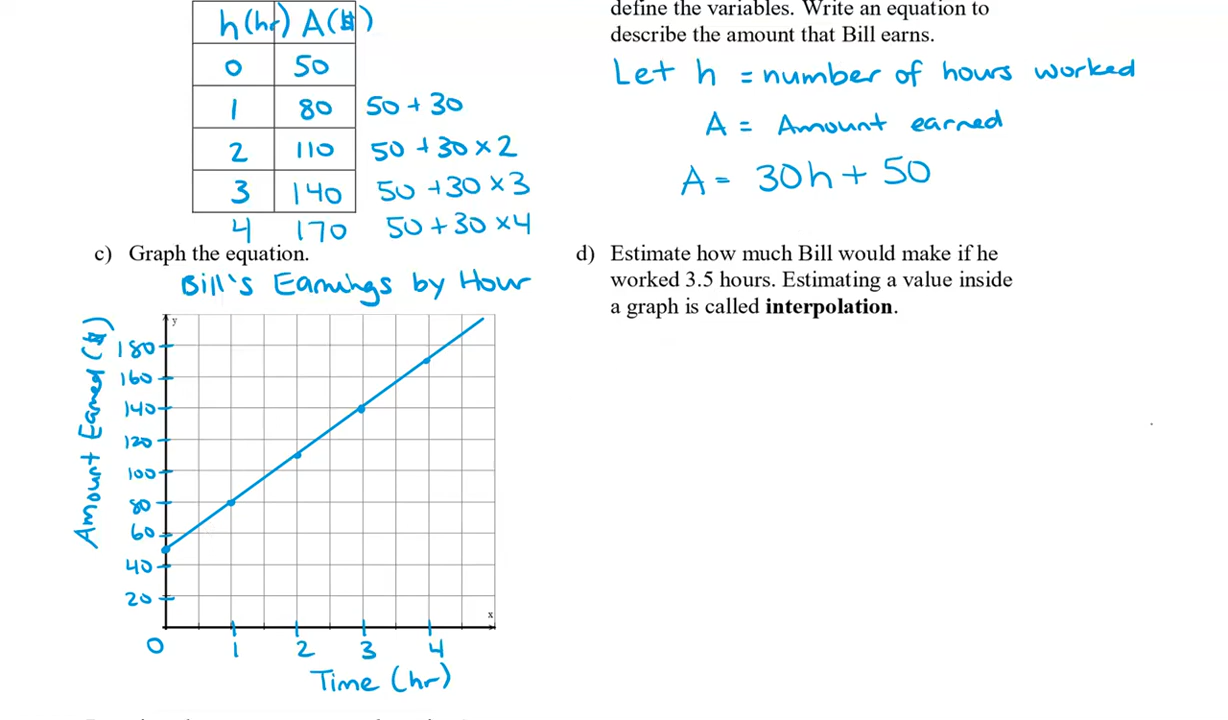 h (hr) A ($)
0 50
1 80 50 + 30
2 110 50 + 30 × 2
3 140 50 + 30 × 3
4 170 50 + 30 × 4
define the variables. Write an equation to
describe the amount that Bill earns.
Let h = number of hours worked
A = Amount earned
A = 30h + 50
c) Graph the equation.
Bill's Earnings by Hour
Amount Earned ($)
y
180
160
140
120
100
80
60
40
20
x
0 1 2 3 4
Time (hr)
d) Estimate how much Bill would make if he
worked 3.5 hours. Estimating a value inside
a graph is called interpolation.